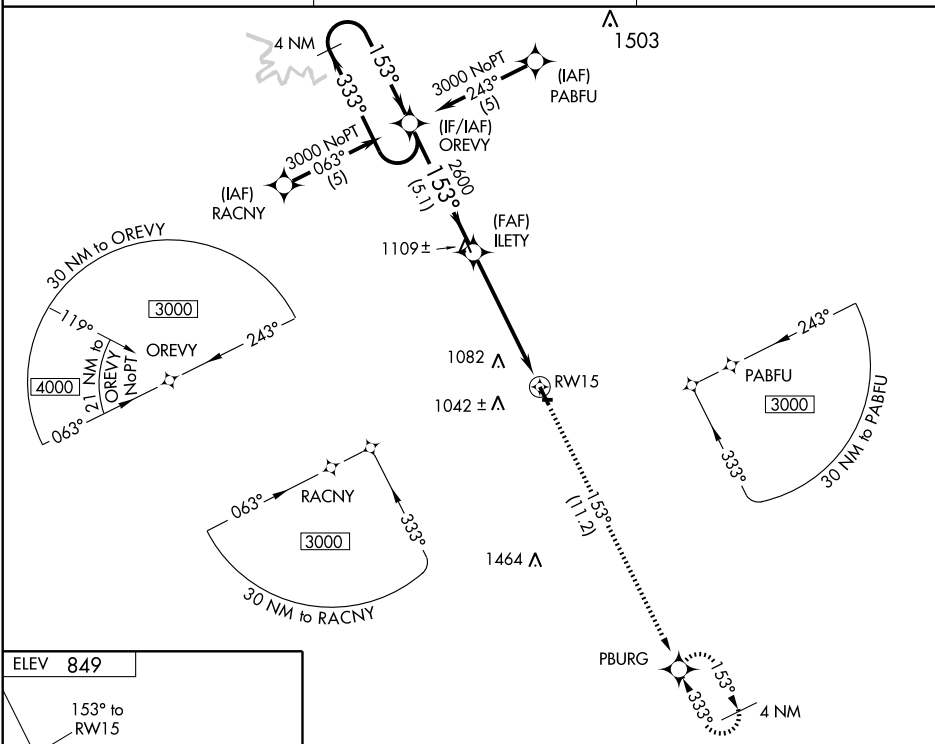 1503
4 NM
153°
333°
3000 NoPT
243°
(5)
(IAF)
PABFU
(IF/IAF)
OREVY
3000 NoPT
063°
(5)
(IAF)
RACNY
2600
153°
(5.1)
(FAF)
ILETY
1109 ±
30 NM to OREVY
3000
119°
OREVY
243°
4000
21 NM to
OREVY
NoPT
063°
1082
RW15
1042 ±
243°
PABFU
3000
333°
30 NM to PABFU
063°
RACNY
333°
3000
30 NM to RACNY
153°
(11.2)
1464
PBURG
153°
333°
4 NM
ELEV 849
153° to
RW15